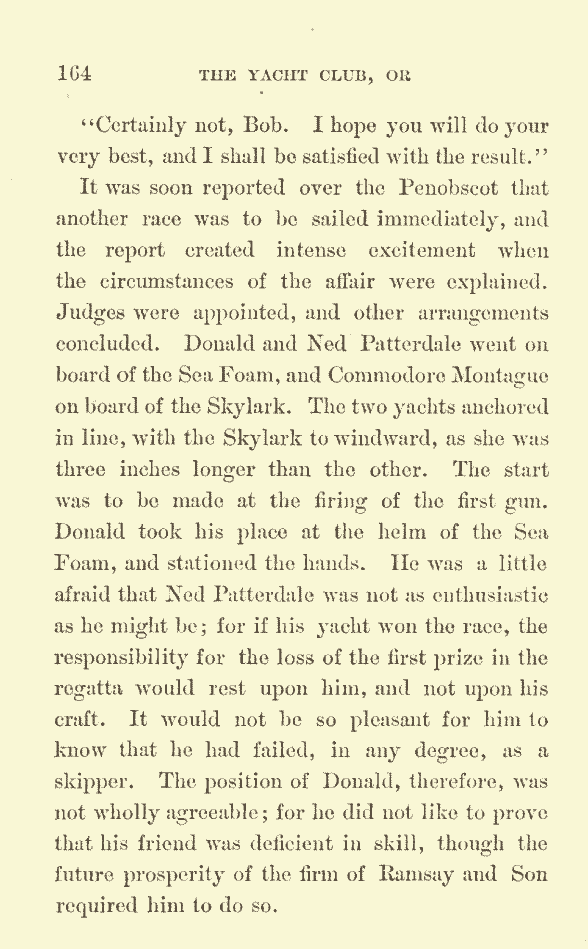 164 THE YACHT CLUB, OR
“Certainly not, Bob. I hope you will do your
very best, and I shall be satisfied with the result.”
It was soon reported over the Penobscot that
another race was to be sailed immediately, and
the report created intense excitement when
the circumstances of the affair were explained.
Judges were appointed, and other arrangements
concluded. Donald and Ned Patterdale went on
board of the Sea Foam, and Commodore Montague
on board of the Skylark. The two yachts anchored
in line, with the Skylark to windward, as she was
three inches longer than the other. The start
was to be made at the firing of the first gun.
Donald took his place at the helm of the Sea
Foam, and stationed the hands. He was a little
afraid that Ned Patterdale was not as enthusiastic
as he might be; for if his yacht won the race, the
responsibility for the loss of the first prize in the
regatta would rest upon him, and not upon his
craft. It would not be so pleasant for him to
know that he had failed, in any degree, as a
skipper. The position of Donald, therefore, was
not wholly agreeable; for he did not like to prove
that his friend was deficient in skill, though the
future prosperity of the firm of Ramsay and Son
required him to do so.